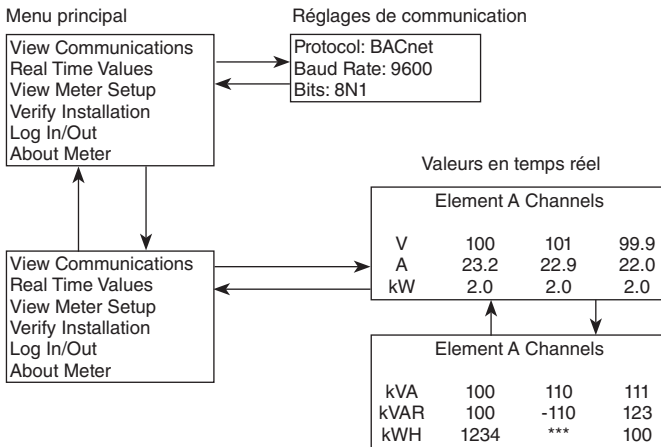 Menu principal
View Communications
Real Time Values
View Meter Setup
Verify Installation
Log In/Out
About Meter
Réglages de communication
Protocol: BACnet
Baud Rate: 9600
Bits: 8N1
View Communications
Real Time Values
View Meter Setup
Verify Installation
Log In/Out
About Meter
Valeurs en temps réel
Element A Channels
V 100 101 99.9
A 23.2 22.9 22.0
kW 2.0 2.0 2.0
Element A Channels
kVA 100 110 111
kVAR 100 -110 123
kWH 1234 *** 100